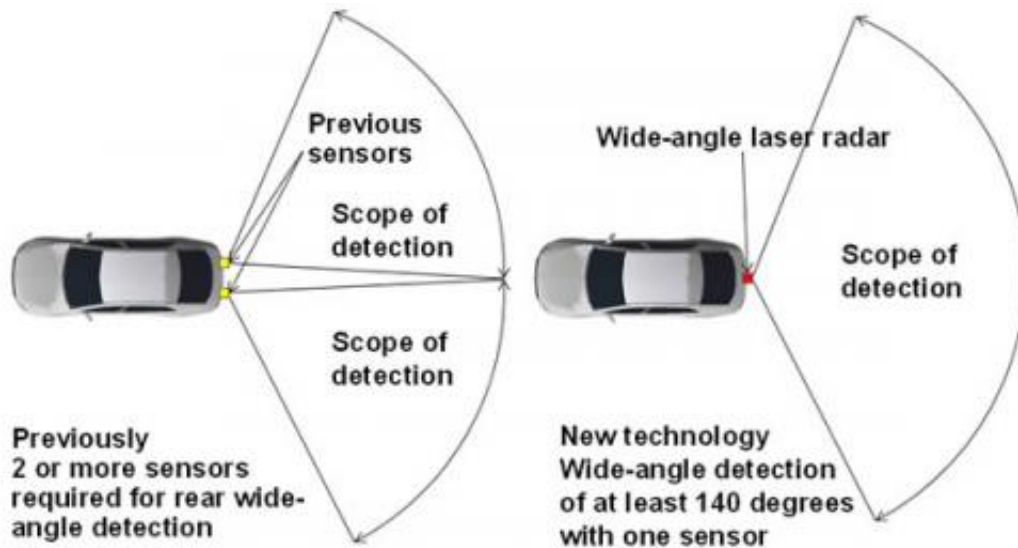 Previous
sensors
Scope of
detection
Scope of
detection
Previously
2 or more sensors
required for rear wide-
angle detection
Wide-angle laser radar
Scope of
detection
New technology
Wide-angle detection
of at least 140 degrees
with one sensor